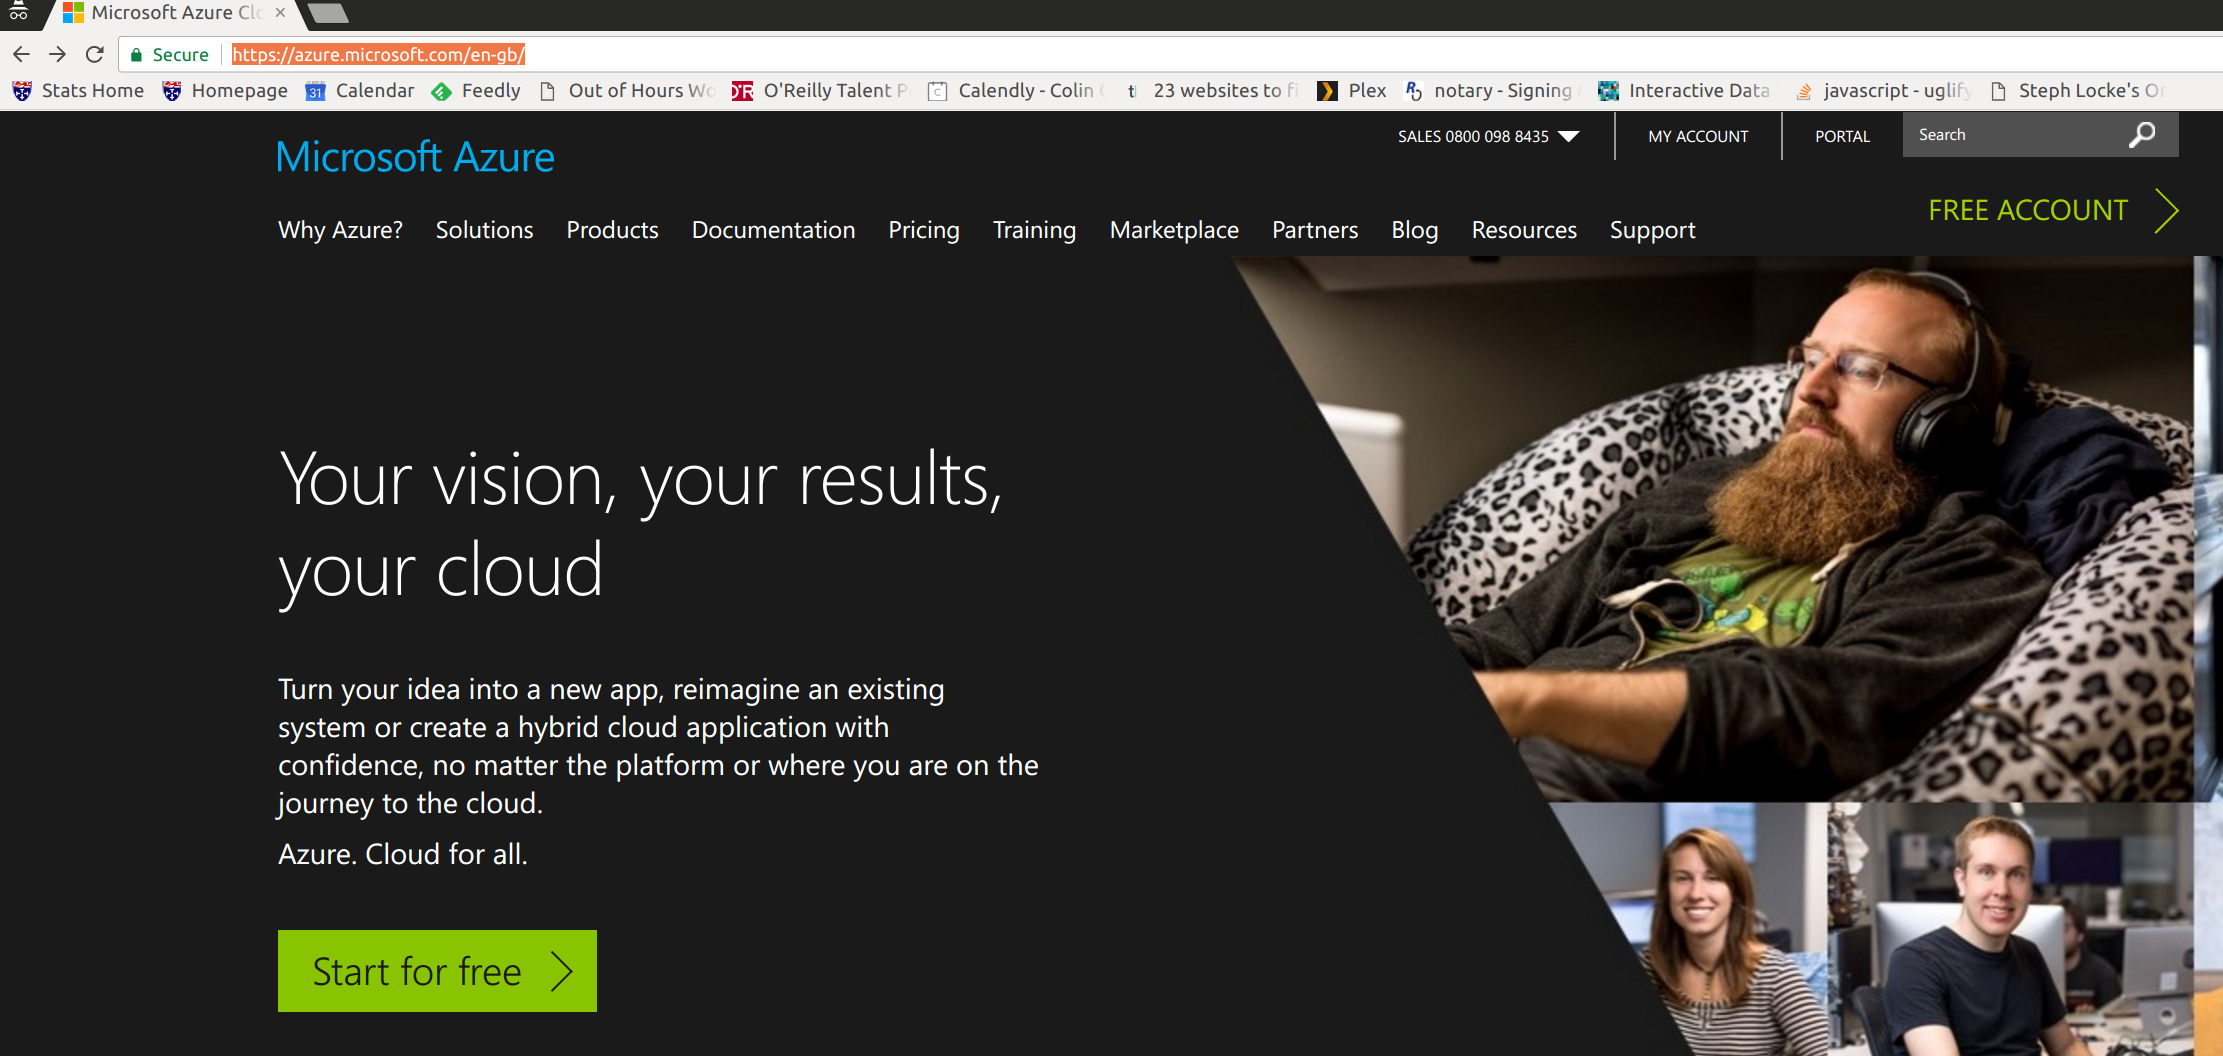 Microsoft Azure Clo
Secure https://azure.microsoft.com/en-gb/
Stats Home Homepage 31 Calendar Feedly Out of Hours Wo O'Reilly Talent P Calendly - Colin 23 websites to fi Plex notary - Signing Interactive Data javascript - uglify Steph Locke's Or
SALES 0800 098 8435 MY ACCOUNT PORTAL Search
Microsoft Azure
FREE ACCOUNT
Why Azure? Solutions Products Documentation Pricing Training Marketplace Partners Blog Resources Support
Your vision, your results,
your cloud
Turn your idea into a new app, reimagine an existing
system or create a hybrid cloud application with
confidence, no matter the platform or where you are on the
journey to the cloud.
Azure. Cloud for all.
Start for free